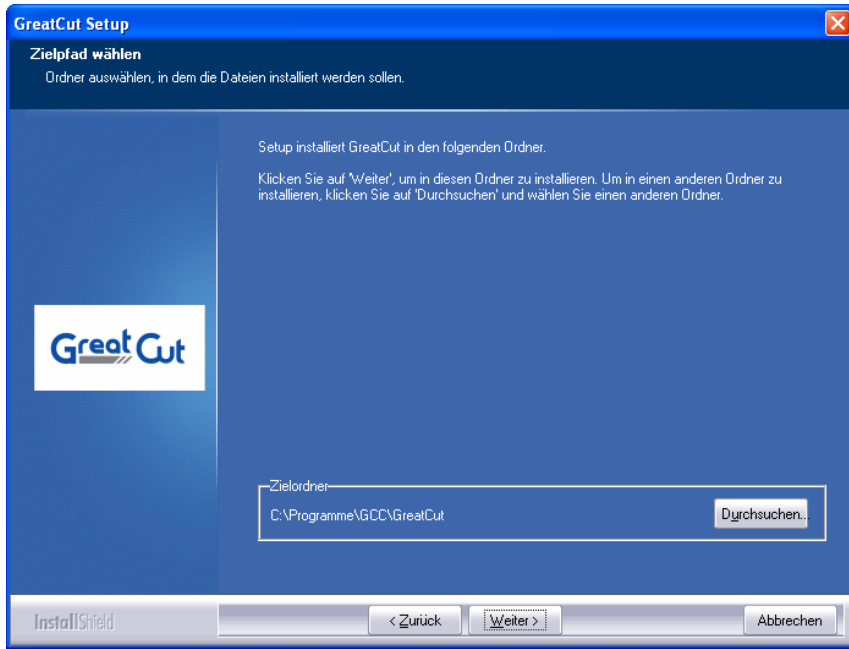 GreatCut Setup
Zielpfad wählen
Ordner auswählen, in dem die Dateien installiert werden sollen.
Setup installiert GreatCut in den folgenden Ordner.
Klicken Sie auf 'Weiter', um in diesen Ordner zu installieren. Um in einen anderen Ordner zu
installieren, klicken Sie auf 'Durchsuchen' und wählen Sie einen anderen Ordner.
Great Cut
Zielordner
C:\Programme\GCC\GreatCut
Durchsuchen...
InstallShield
< Zurück
Weiter >
Abbrechen